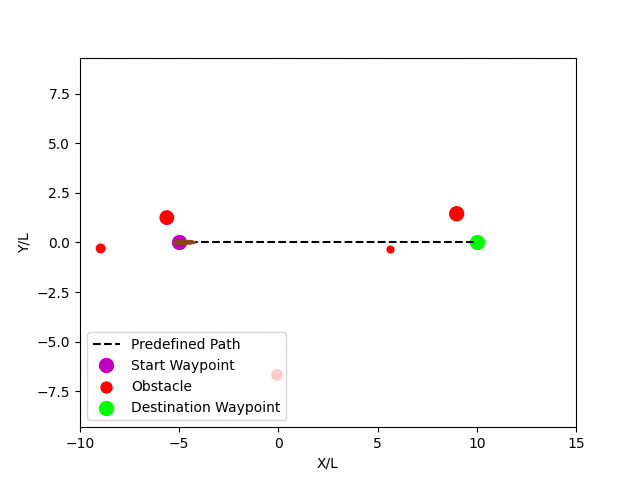 7.5
5.0
2.5
0.0
−2.5
−5.0
−7.5
Y/L
Predefined Path
Start Waypoint
Obstacle
Destination Waypoint
−10 −5 0 5 10 15
X/L